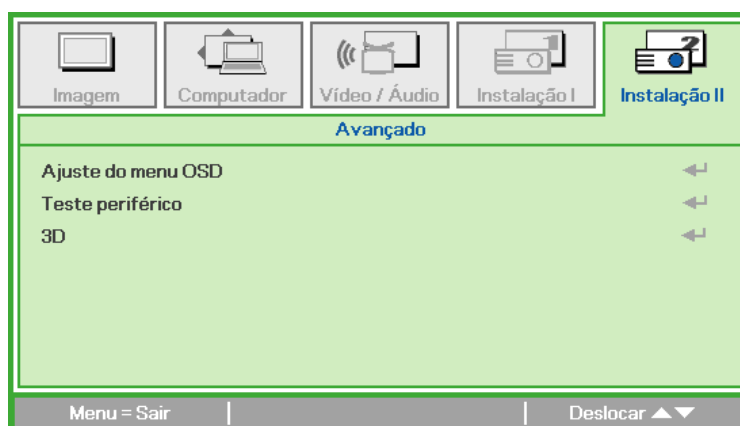 Imagem Computador Vídeo / Áudio Instalação I Instalação II
Avançado
Ajuste do menu OSD
Teste periférico
3D
Menu = Sair Deslocar ▲▼